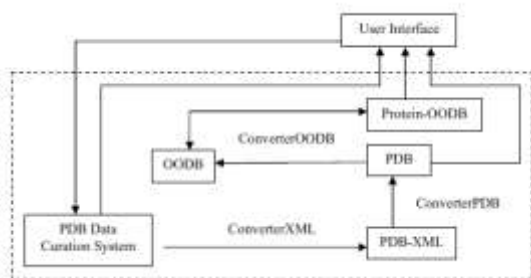 User Interface
Protein-OODB
ConverterOODB
OODB
PDB
ConverterPDB
PDB Data
Curation System
ConverterXML
PDB-XML